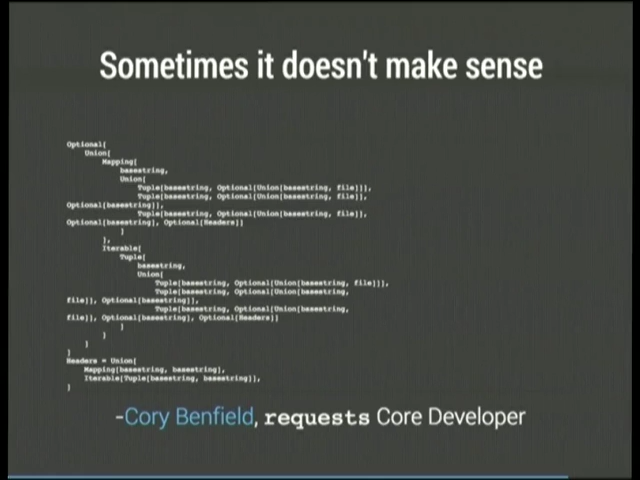 Sometimes it doesn't make sense
Optional[
Union[
Mapping[
basestring,
Union[
Tuple[basestring, Optional[Union[basestring, file]]],
Tuple[basestring, Optional[Union[basestring, file]],
Optional[basestring]],
Tuple[basestring, Optional[Union[basestring, file]],
Optional[basestring], Optional[Headers]]
]
],
Iterable[
Tuple[
basestring,
Union[
Tuple[basestring, Optional[Union[basestring, file]]],
Tuple[basestring, Optional[Union[basestring,
file]], Optional[basestring]],
Tuple[basestring, Optional[Union[basestring,
file]], Optional[basestring], Optional[Headers]]
]
]
]
]
Headers = Union[
Mapping[basestring, basestring],
Iterable[Tuple[basestring, basestring]],
]
-Cory Benfield, requests Core Developer